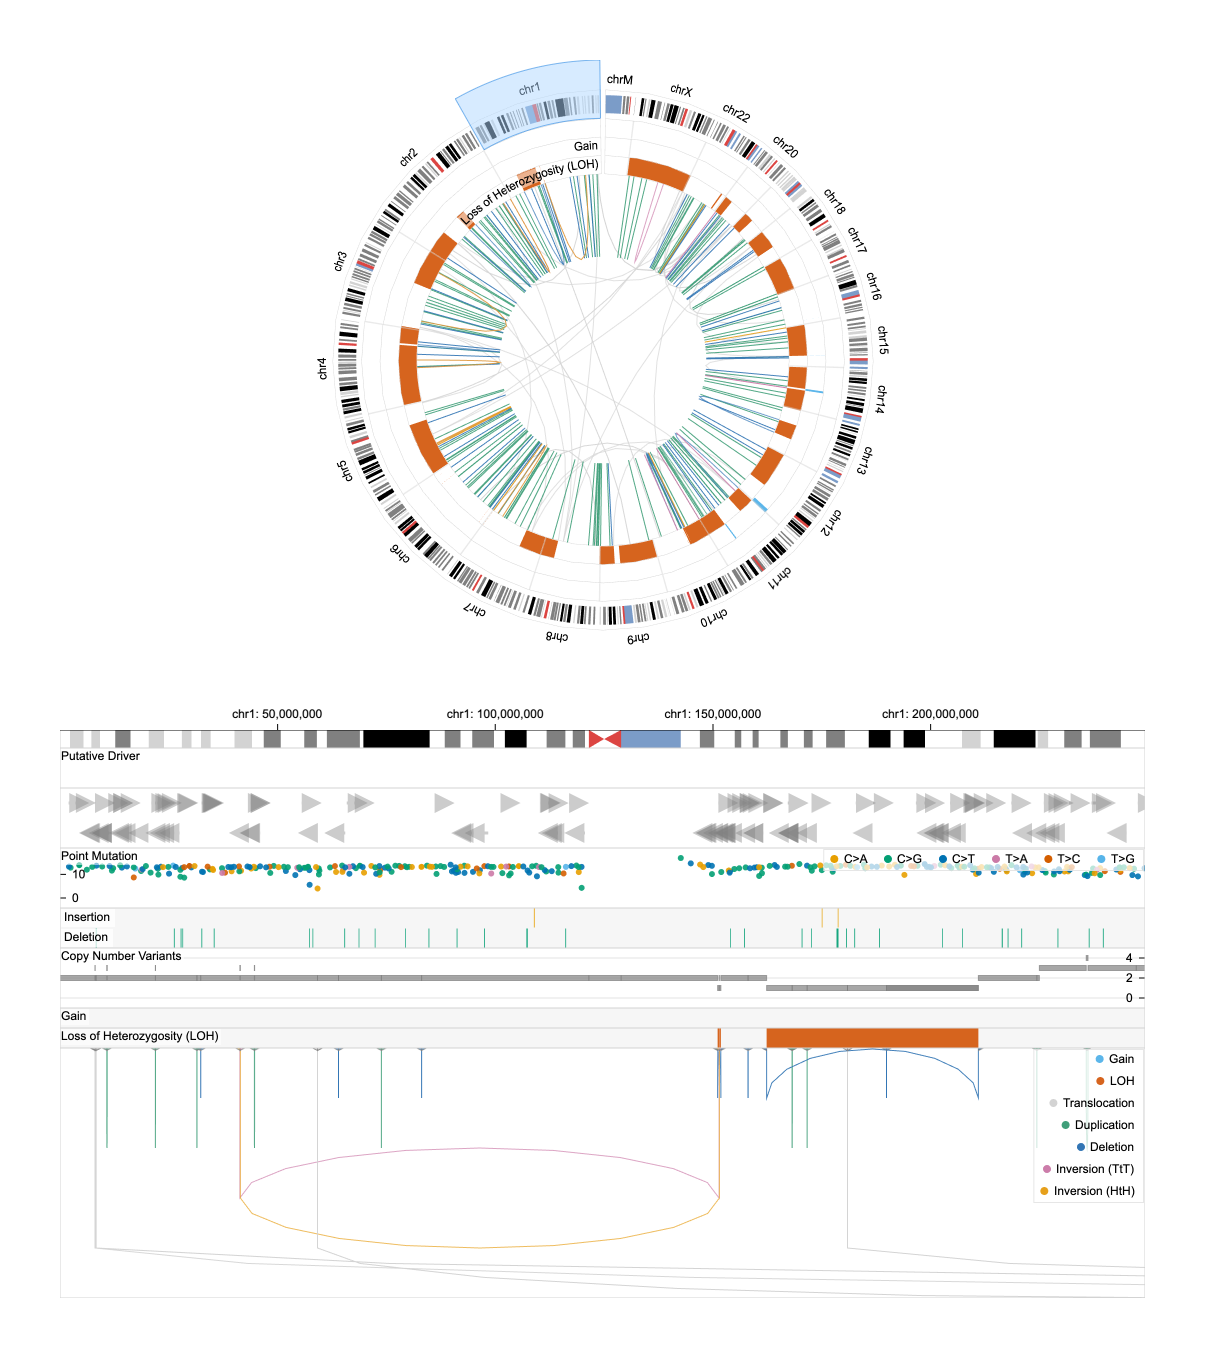 chr1
chrM
chrX
chr22
chr20
chr18
chr17
chr16
chr15
chr14
chr13
chr12
chr11
chr10
chr9
chr8
chr7
chr6
chr5
chr4
chr3
chr2
Gain
Loss of Heterozygosity (LOH)
chr1: 50,000,000 chr1: 100,000,000 chr1: 150,000,000 chr1: 200,000,000
Putative Driver
Point Mutation
C>A C>G C>T T>A T>C T>G
10
0
Insertion
Deletion
Copy Number Variants
4
2
0
Gain
Loss of Heterozygosity (LOH)
Gain
LOH
Translocation
Duplication
Deletion
Inversion (TtT)
Inversion (HtH)